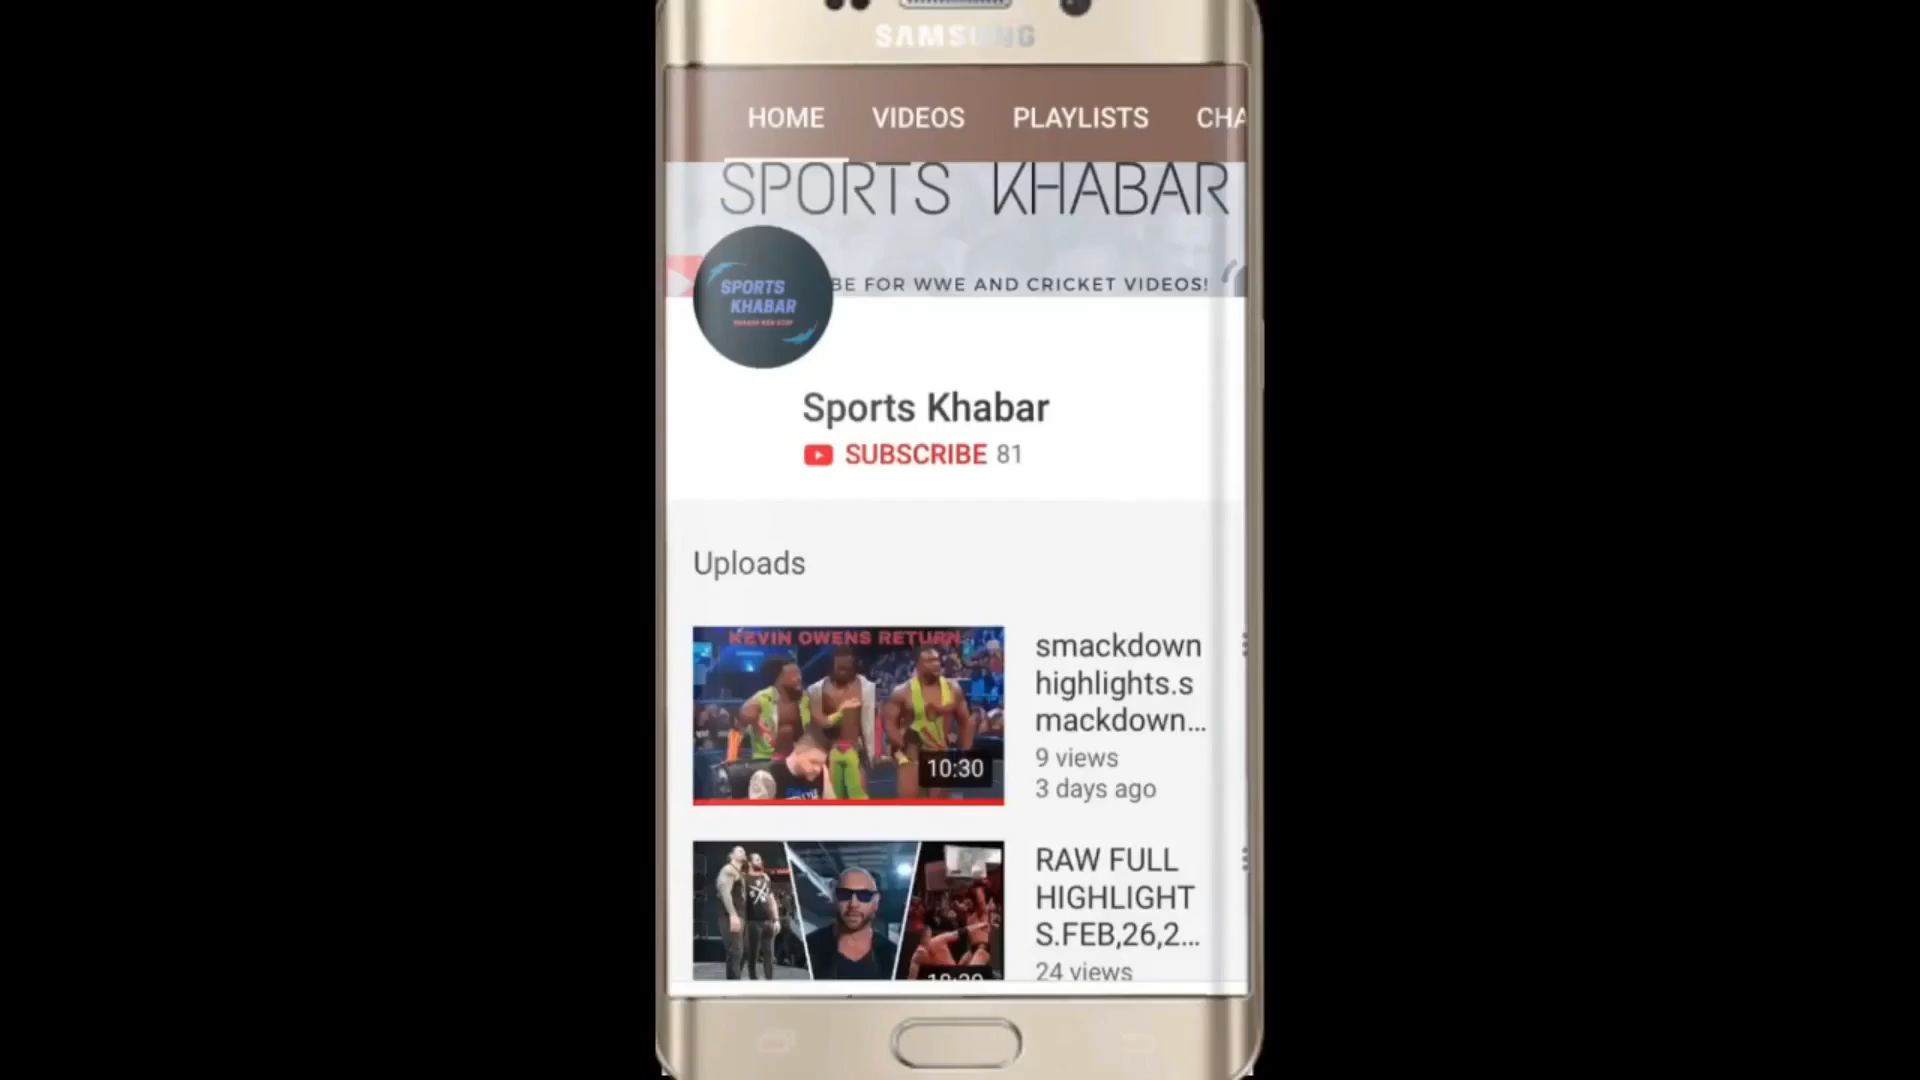 SAMSUNG
HOME VIDEOS PLAYLISTS CHA
SPORTS KHABAR
SPORTS
KHABAR
BE FOR WWE AND CRICKET VIDEOS!
Sports Khabar
SUBSCRIBE 81
Uploads
KEVIN OWENS RETURN
10:30
smackdown
highlights.s
mackdown...
9 views
3 days ago
RAW FULL
HIGHLIGHT
S.FEB,26,2...
24 views